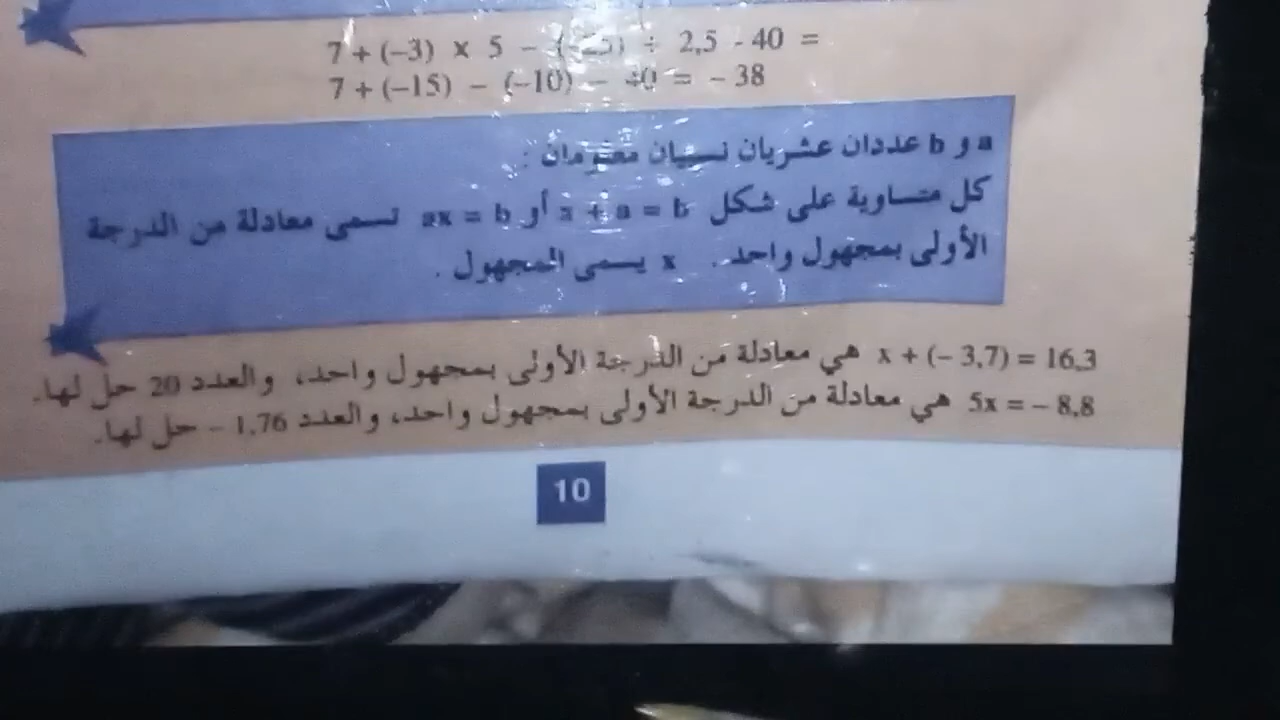 7 + (–3) × 5 – (-25) ÷ 2,5 - 40 =
7 + (–15) – (–10) – 40 = – 38
a و b عددان عشريان نسبيان معلومان :
كل متساوية على شكل x + a = b أو ax = b تسمى معادلة من الدرجة
الأولى بمجهول واحد . x يسمى المجهول .
x + (– 3,7) = 16,3 هي معادلة من الدرجة الأولى بمجهول واحد، والعدد 20 حل لها.
5x = – 8,8 هي معادلة من الدرجة الأولى بمجهول واحد، والعدد 1,76 – حل لها.
10